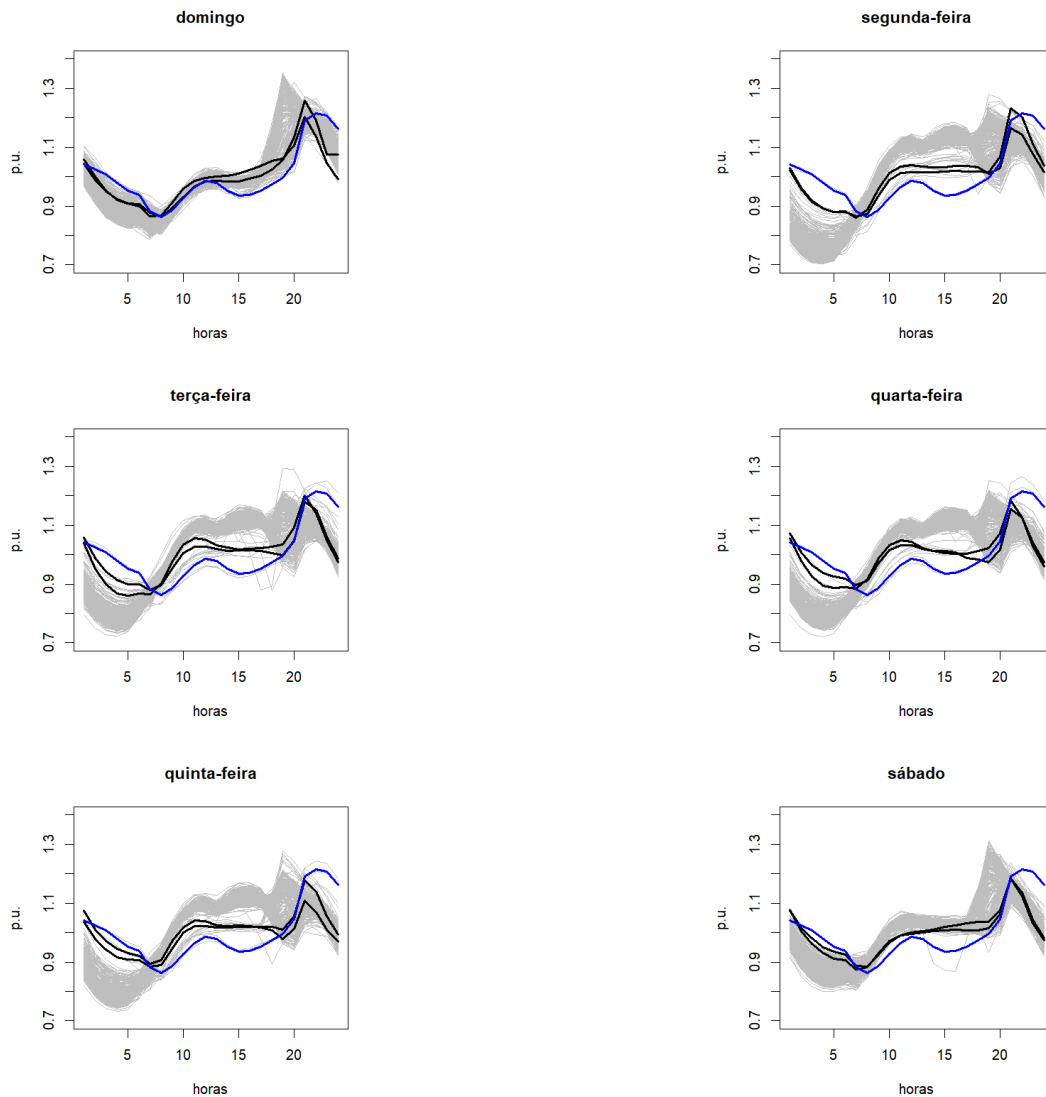 domingo
segunda-feira
p.u.
0.7 0.9 1.1 1.3
5 10 15 20
horas
p.u.
0.7 0.9 1.1 1.3
5 10 15 20
horas
terça-feira
quarta-feira
p.u.
0.7 0.9 1.1 1.3
5 10 15 20
horas
p.u.
0.7 0.9 1.1 1.3
5 10 15 20
horas
quinta-feira
sábado
p.u.
0.7 0.9 1.1 1.3
5 10 15 20
horas
p.u.
0.7 0.9 1.1 1.3
5 10 15 20
horas